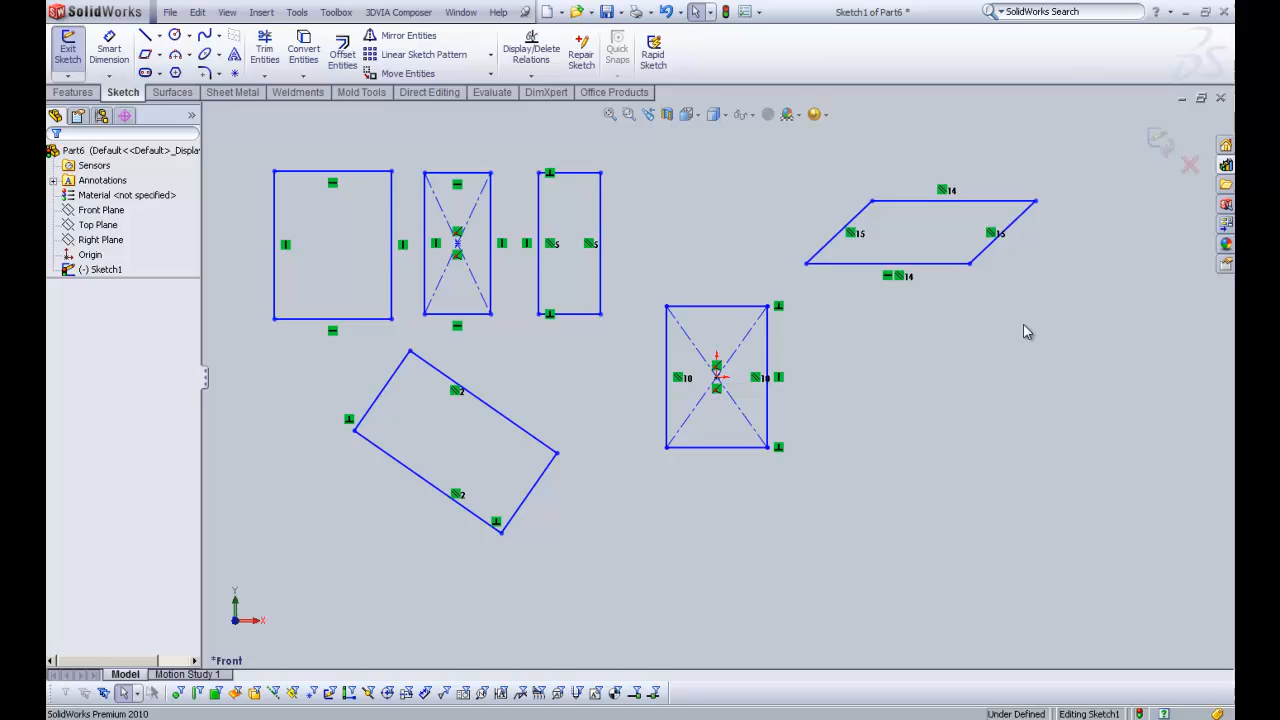 SolidWorks File Edit View Insert Tools Toolbox 3DVIA Composer Window Help Sketch1 of Part6 * SolidWorks Search ?
Exit Sketch
Smart Dimension
Trim Entities
Convert Entities
Offset Entities
Mirror Entities
Linear Sketch Pattern
Move Entities
Display/Delete Relations
Repair Sketch
Quick Snaps
Rapid Sketch
Features Sketch Surfaces Sheet Metal Weldments Mold Tools Direct Editing Evaluate DimXpert Office Products
Part6 (Default<<Default>_Displa
Sensors
Annotations
Material <not specified>
Front Plane
Top Plane
Right Plane
Origin
(-) Sketch1
14
15 15
14
5 5
10 10
2
2
Y
X
*Front
Model Motion Study 1
SolidWorks Premium 2010 Under Defined Editing Sketch1 ?